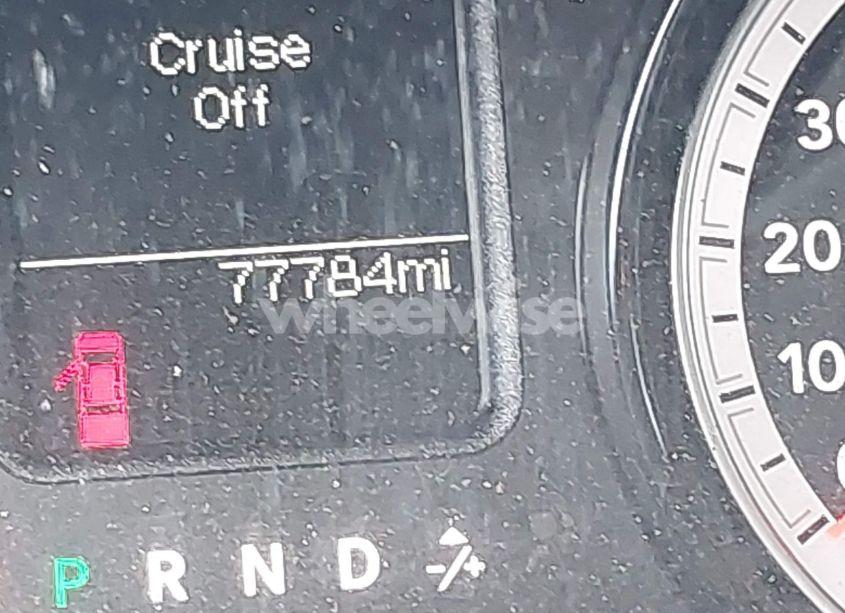 Cruise
Off
77784mi
wheelwise
30
20
10
P R N D -/+